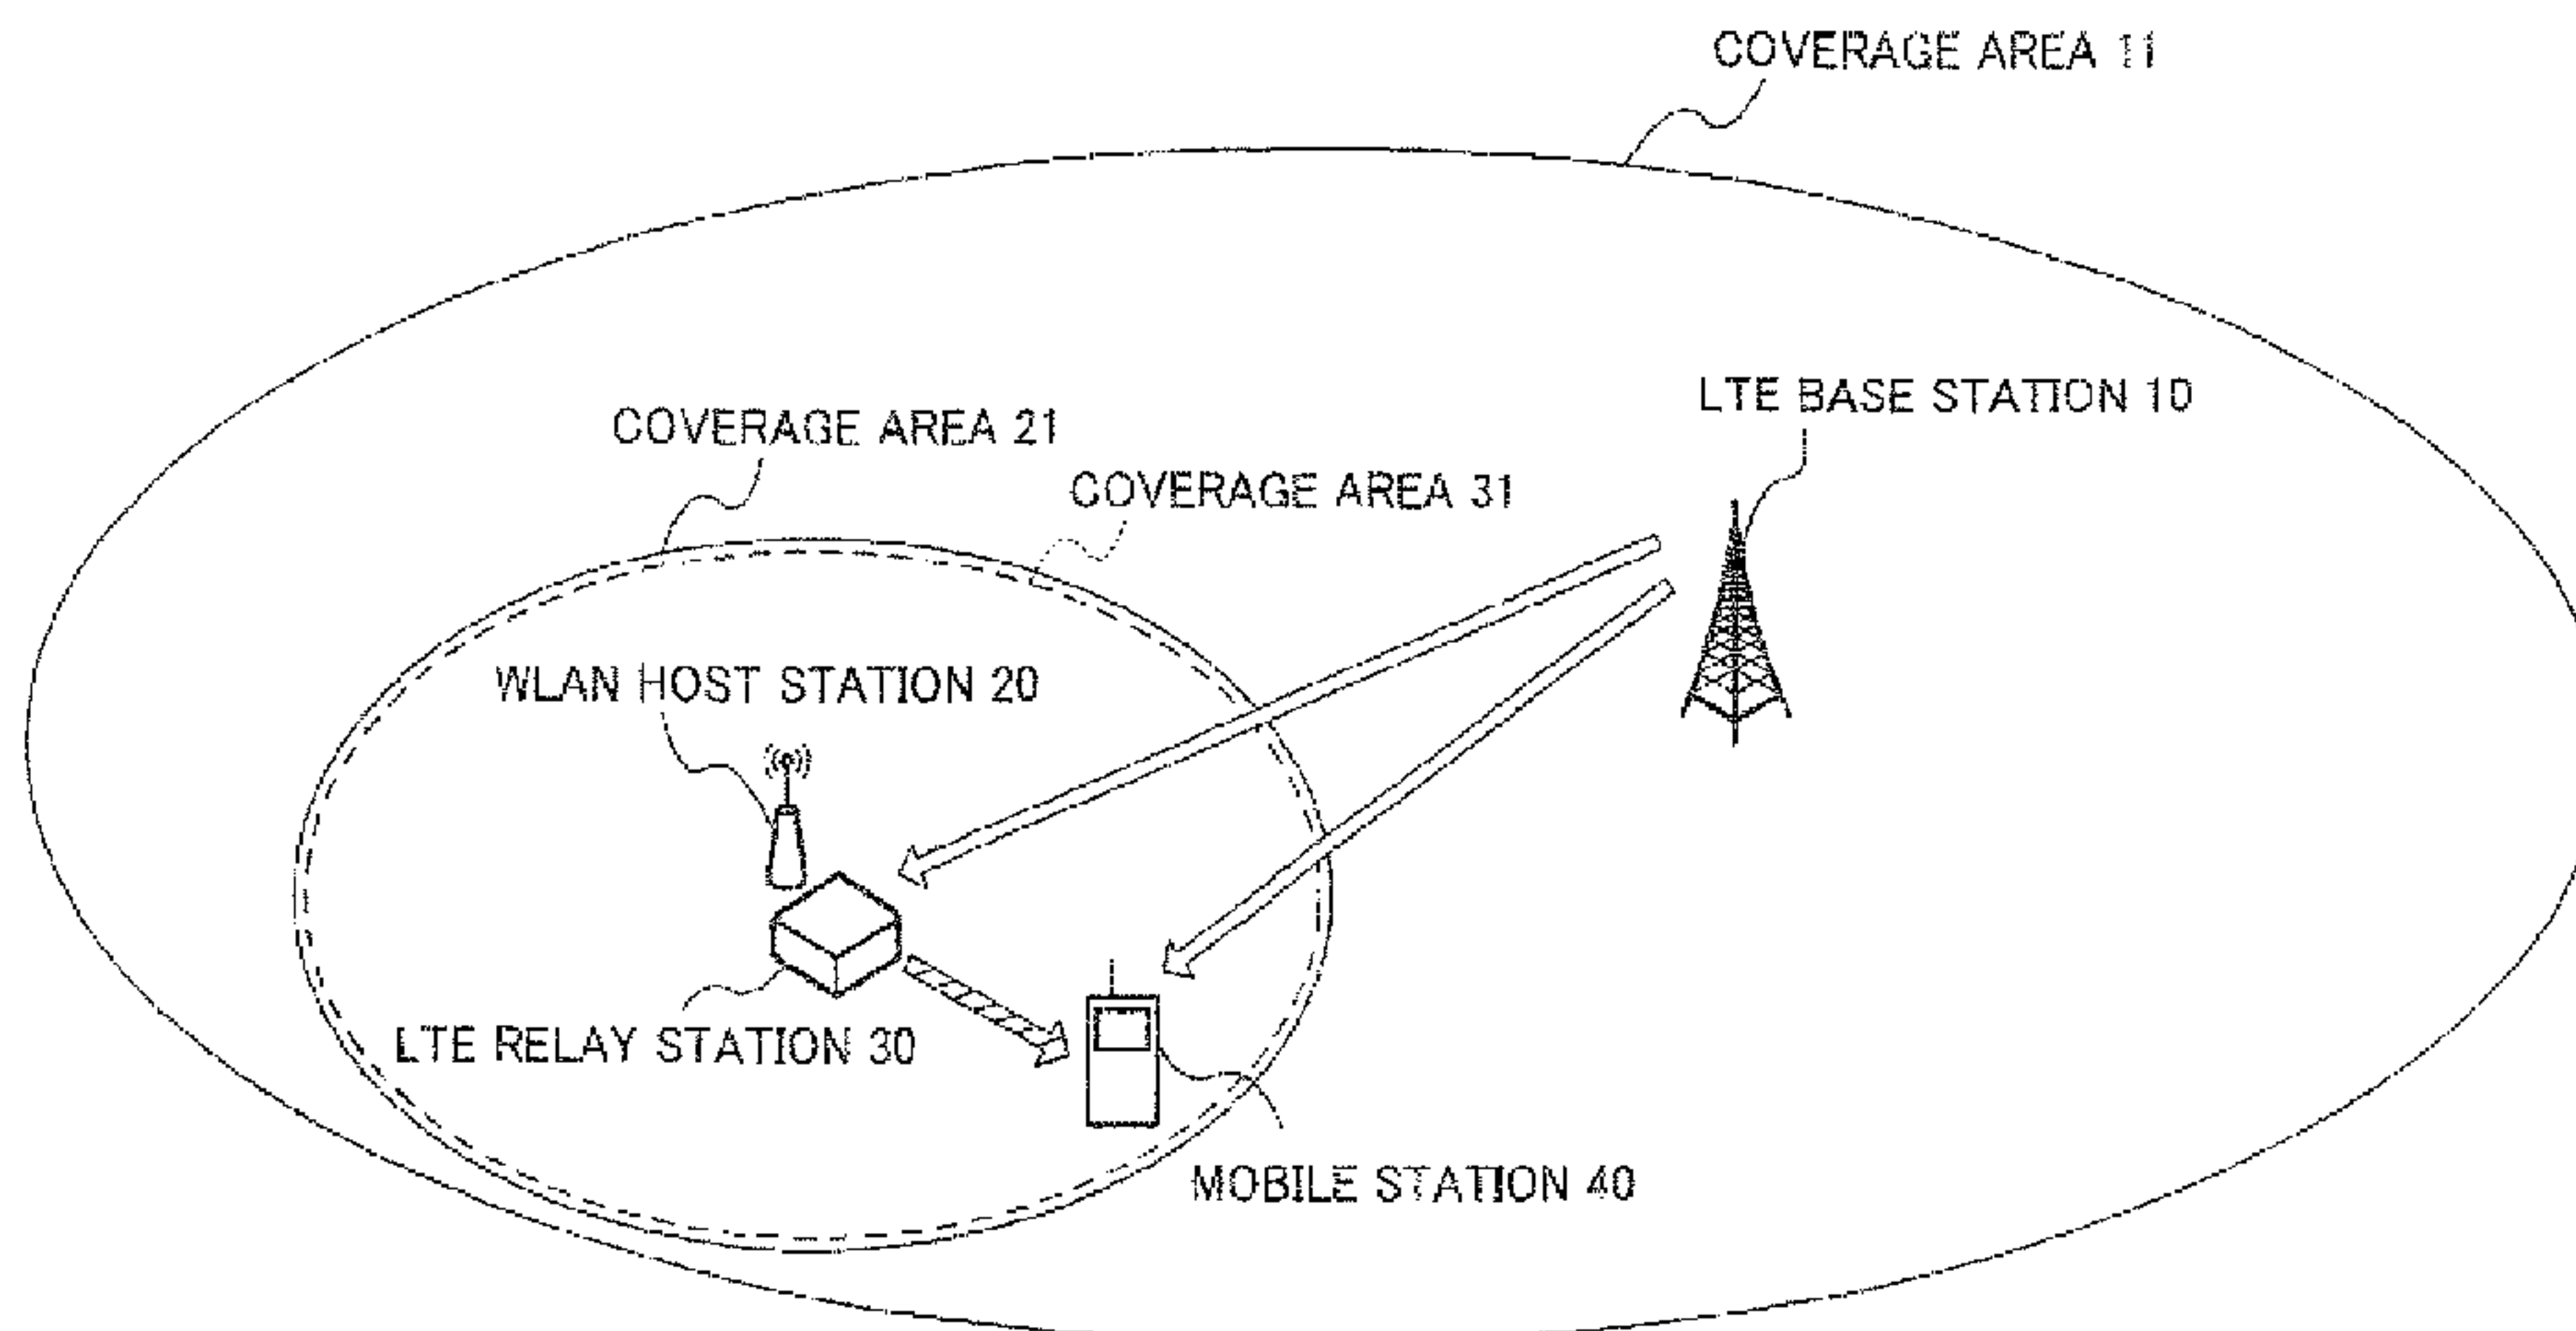 COVERAGE AREA 11
LTE BASE STATION 10
COVERAGE AREA 21
COVERAGE AREA 31
WLAN HOST STATION 20
LTE RELAY STATION 30
MOBILE STATION 40